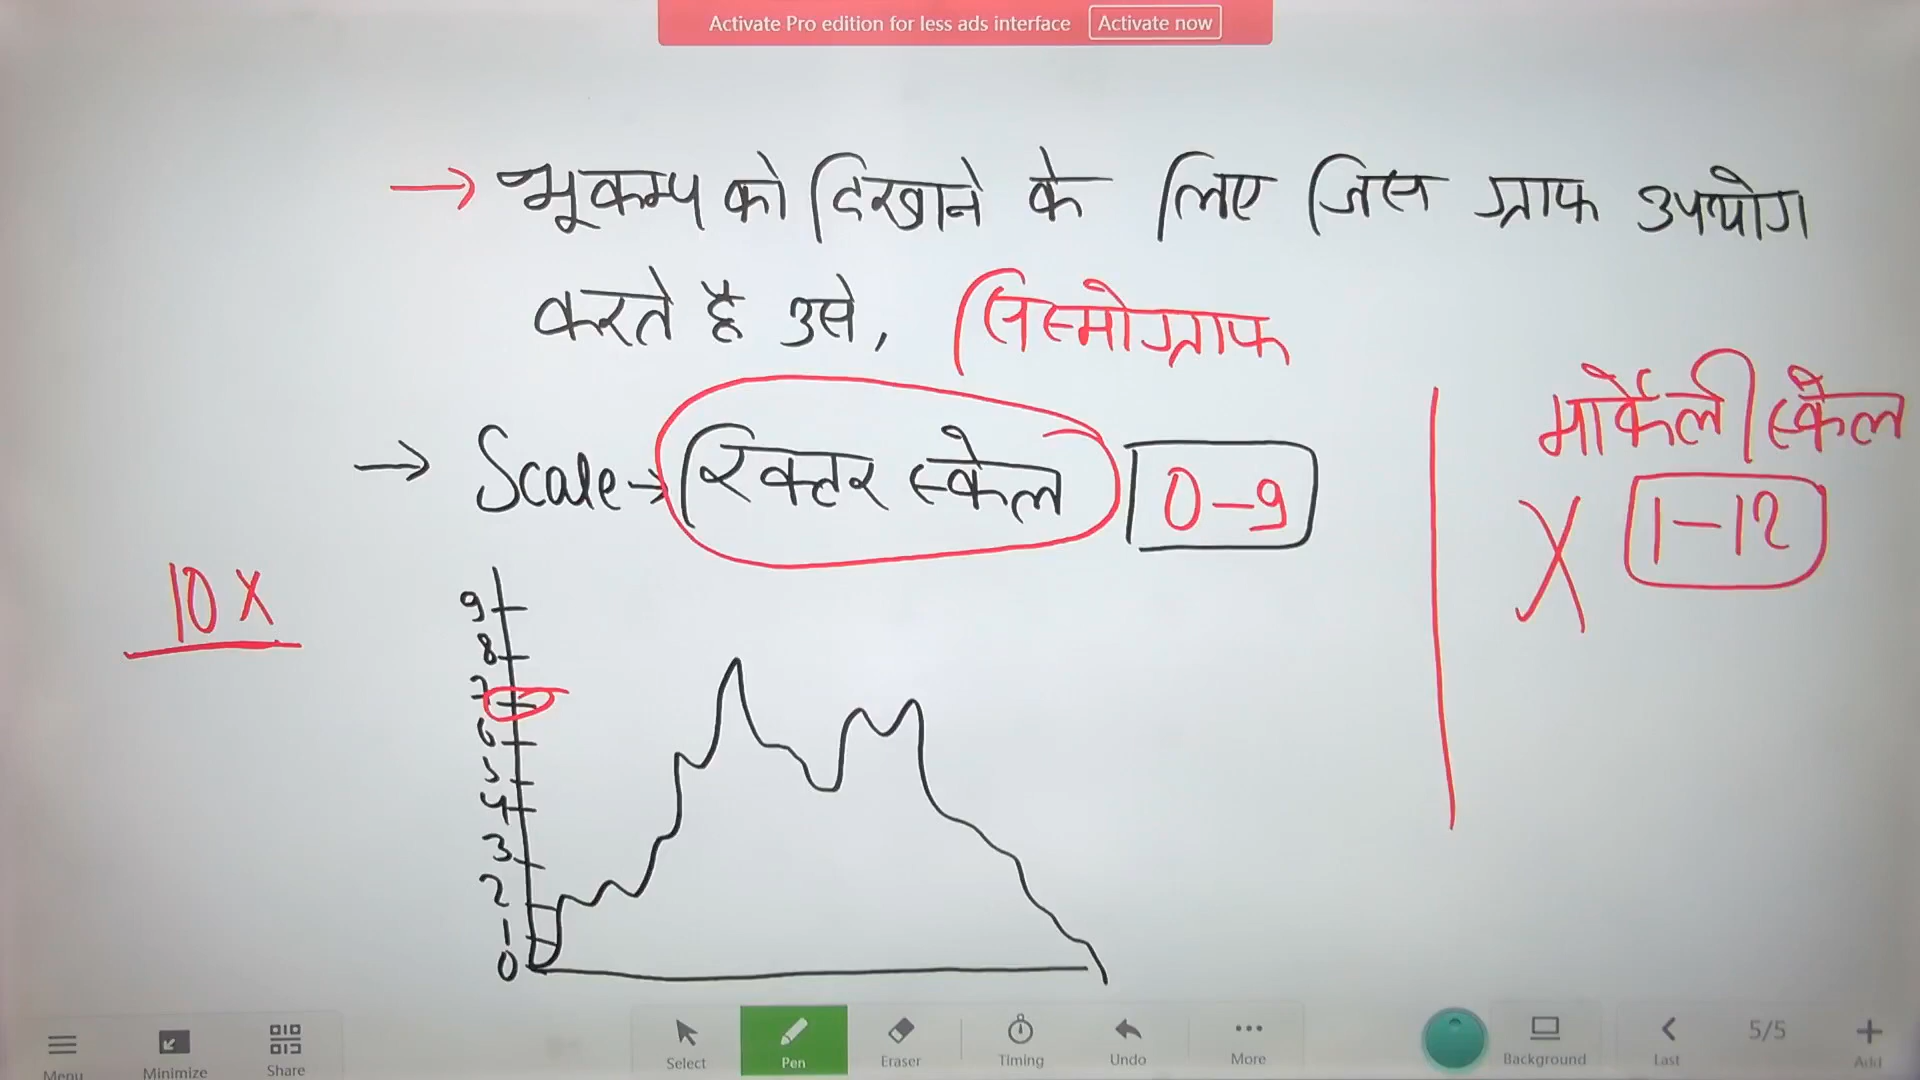 Activate Pro edition for less ads interface Activate now
→ भूकम्प को दिखाने के लिए जिस ग्राफ उपयोग
करते है उसे, सिस्मोग्राफ
→ Scale → रिक्टर स्केल 0-9
मार्केली स्केल
X 1-12
10 X
9
8
7
6
5
4
3
2
1
0
Menu Minimize Share Select Pen Eraser Timing Undo More Background Last 5/5 Add